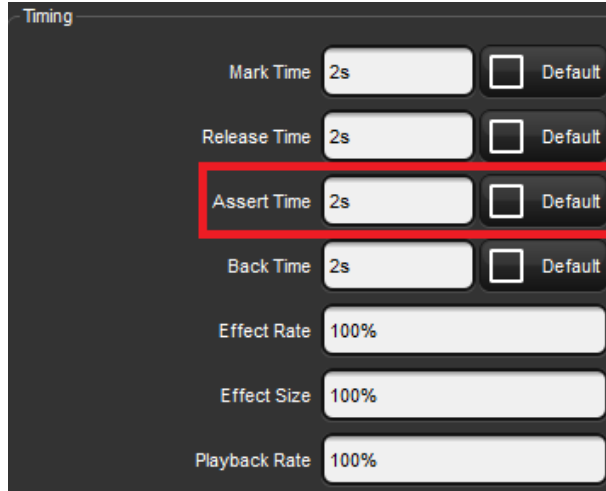 Timing
Mark Time 2s Default
Release Time 2s Default
Assert Time 2s Default
Back Time 2s Default
Effect Rate 100%
Effect Size 100%
Playback Rate 100%